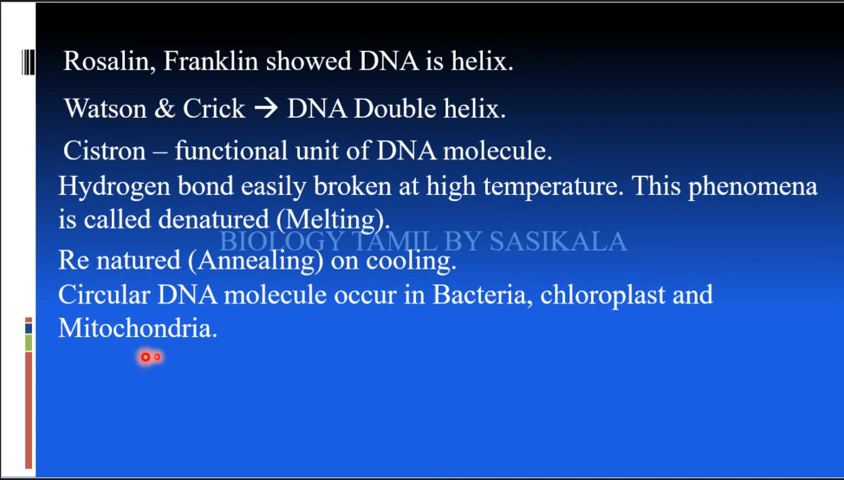 Rosalin, Franklin showed DNA is helix.
Watson & Crick → DNA Double helix.
Cistron – functional unit of DNA molecule.
Hydrogen bond easily broken at high temperature. This phenomena
is called denatured (Melting).
BIOLOGY TAMIL BY SASIKALA
Re natured (Annealing) on cooling.
Circular DNA molecule occur in Bacteria, chloroplast and
Mitochondria.